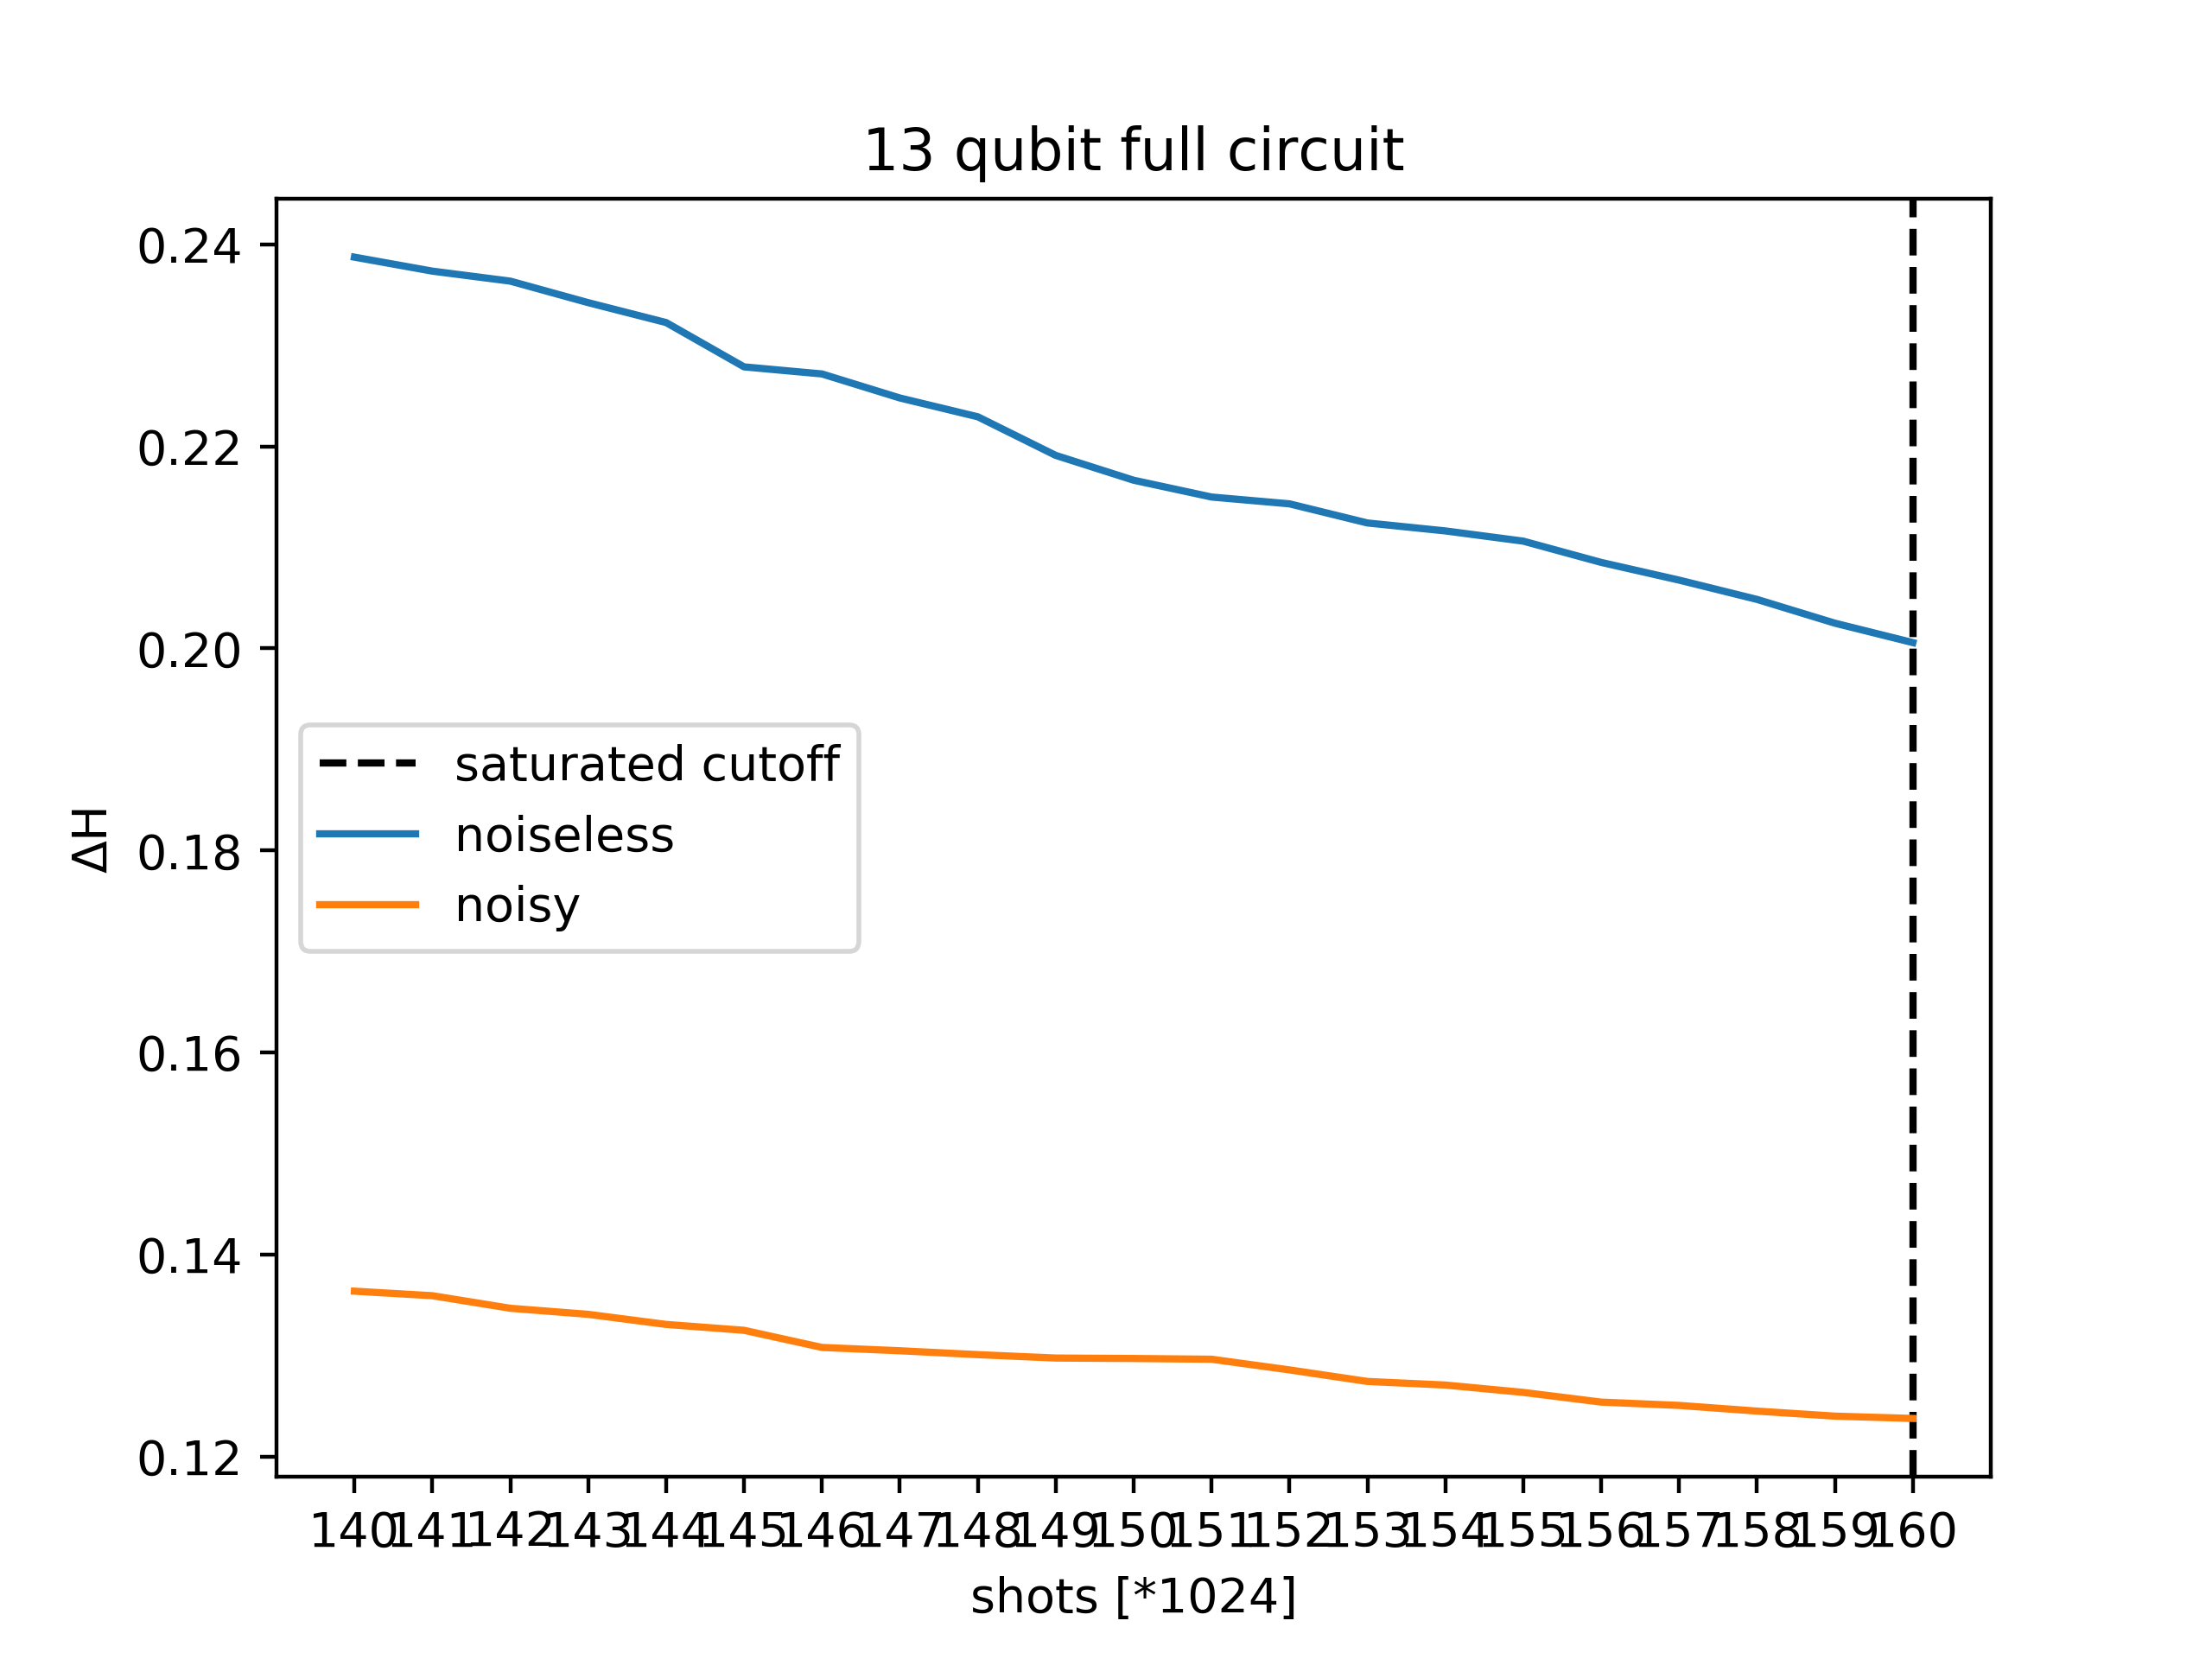 13 qubit full circuit
0.24
0.22
0.20
0.18
0.16
0.14
0.12
ΔH
saturated cutoff
noiseless
noisy
140 141 142 143 144 145 146 147 148 149 150 151 152 153 154 155 156 157 158 159 160
shots [*1024]